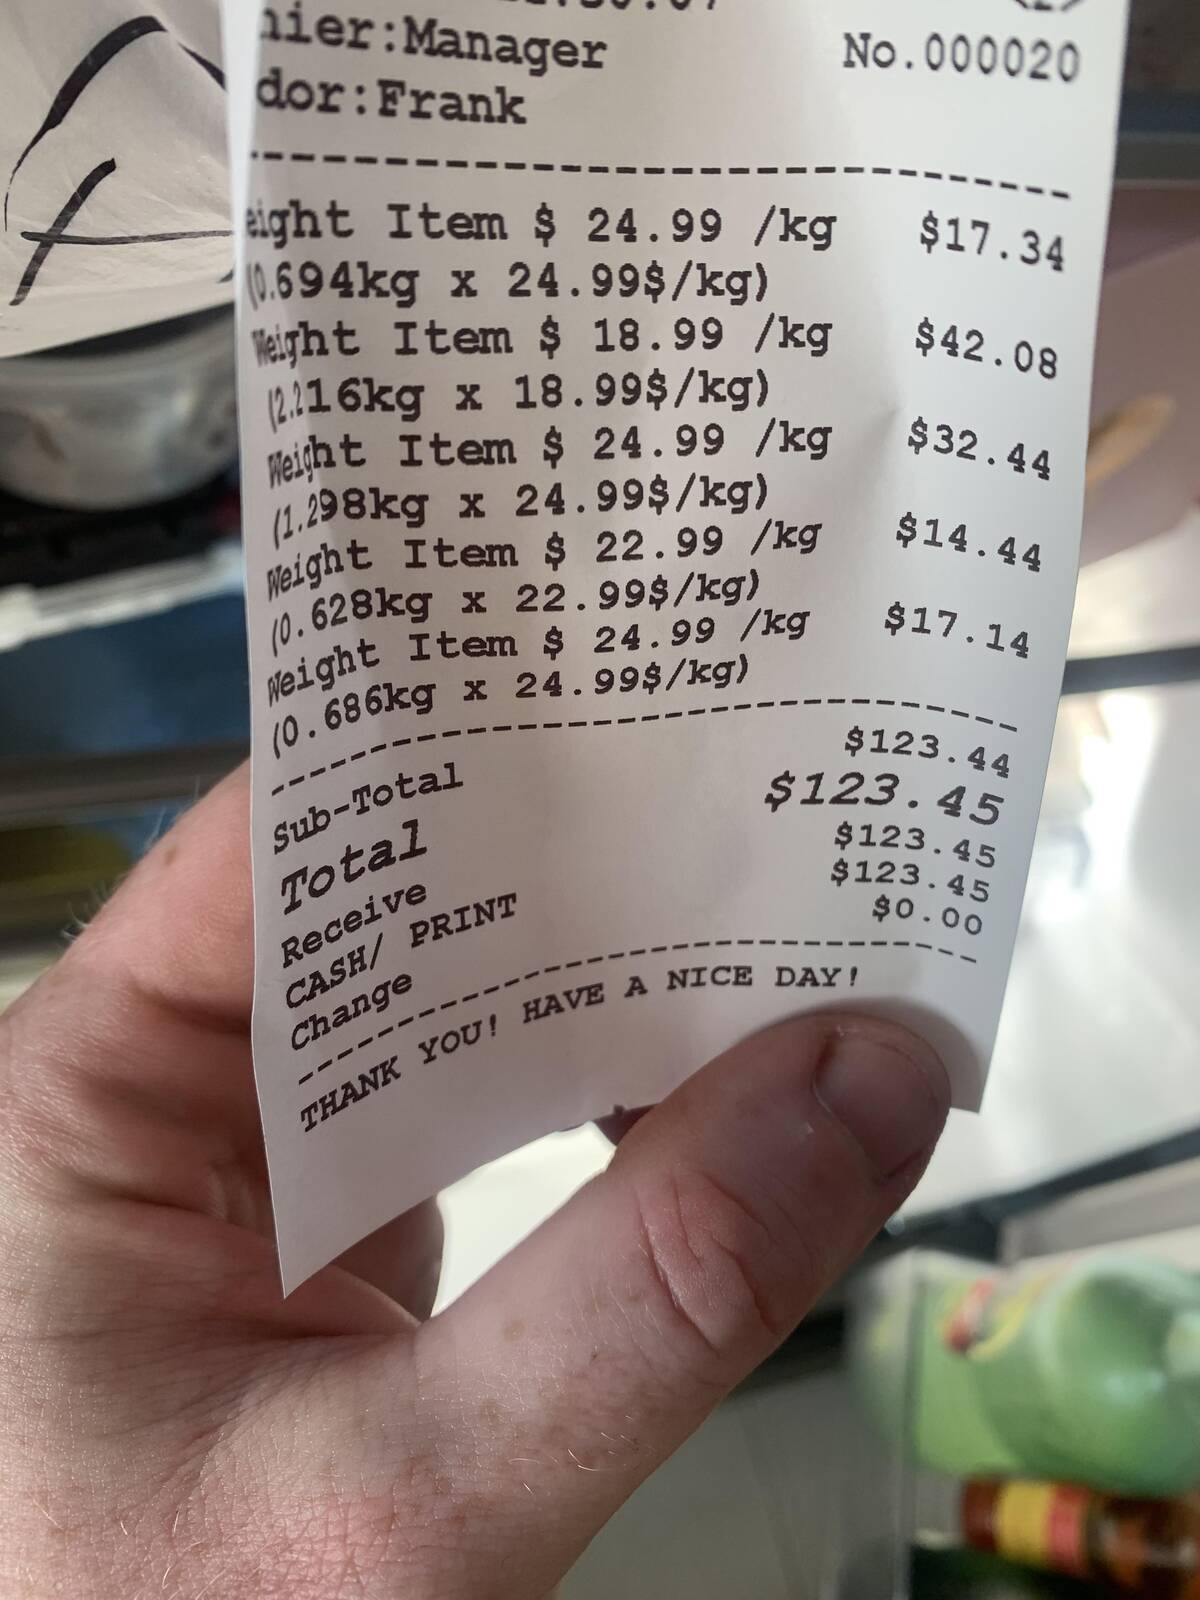 nier:Manager No.000020
dor:Frank
eight Item $ 24.99 /kg $17.34
(0.694kg x 24.99$/kg)
Weight Item $ 18.99 /kg $42.08
(2.216kg x 18.99$/kg)
Weight Item $ 24.99 /kg $32.44
(1.298kg x 24.99$/kg)
Weight Item $ 22.99 /kg $14.44
(0.628kg x 22.99$/kg)
Weight Item $ 24.99 /kg $17.14
(0.686kg x 24.99$/kg)
Sub-Total $123.44
Total $123.45
Receive $123.45
CASH/ PRINT $123.45
Change $0.00
THANK YOU! HAVE A NICE DAY!